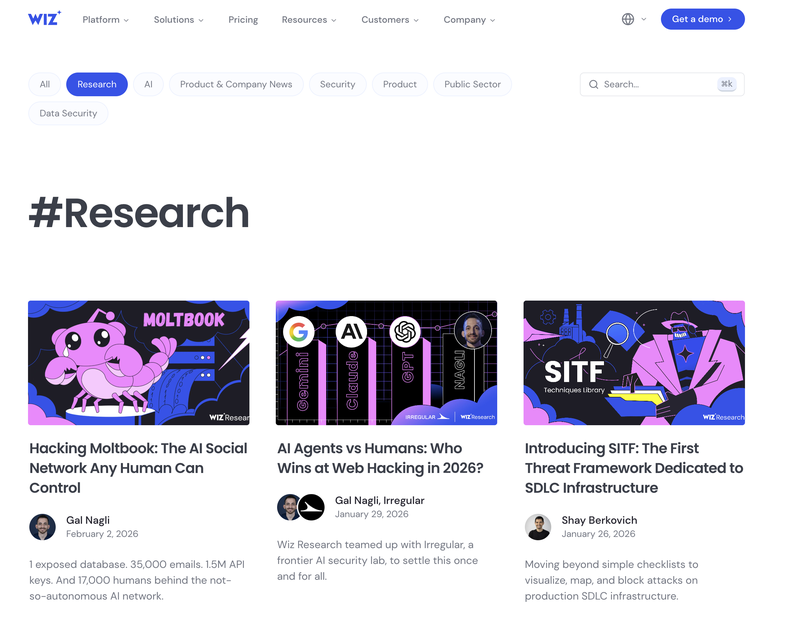 WIZ
Platform Solutions Pricing Resources Customers Company Get a demo
All Research AI Product & Company News Security Product Public Sector Search... ⌘k
Data Security
#Research
MOLTBOOK
WIZ Research
Hacking Moltbook: The AI Social
Network Any Human Can
Control
Gal Nagli
February 2, 2026
1 exposed database. 35,000 emails. 1.5M API
keys. And 17,000 humans behind the not-
so-autonomous AI network.
Gemini
Claude
GPT
NAGLI
IRREGULAR WIZ Research
AI Agents vs Humans: Who
Wins at Web Hacking in 2026?
Gal Nagli, Irregular
January 29, 2026
Wiz Research teamed up with Irregular, a
frontier AI security lab, to settle this once
and for all.
SITF
Techniques Library
WIZ Research
Introducing SITF: The First
Threat Framework Dedicated to
SDLC Infrastructure
Shay Berkovich
January 26, 2026
Moving beyond simple checklists to
visualize, map, and block attacks on
production SDLC infrastructure.